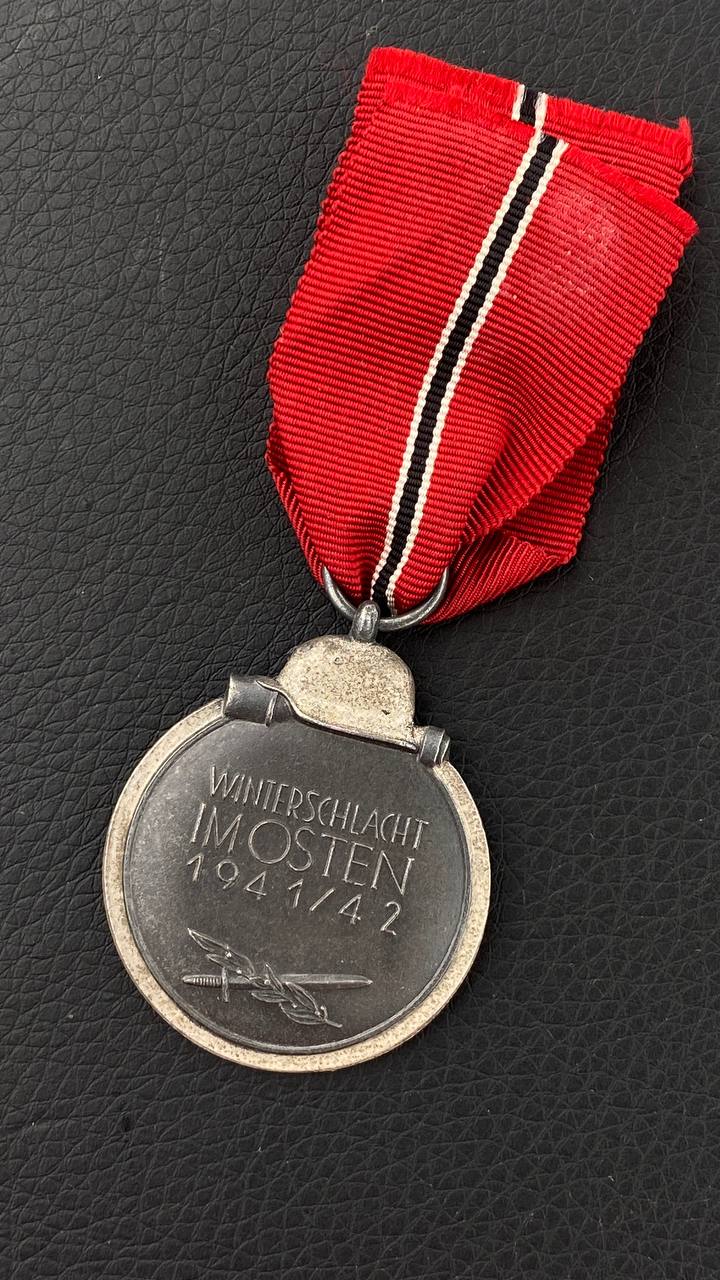 WINTERSCHLACHT
IM OSTEN
1941/42